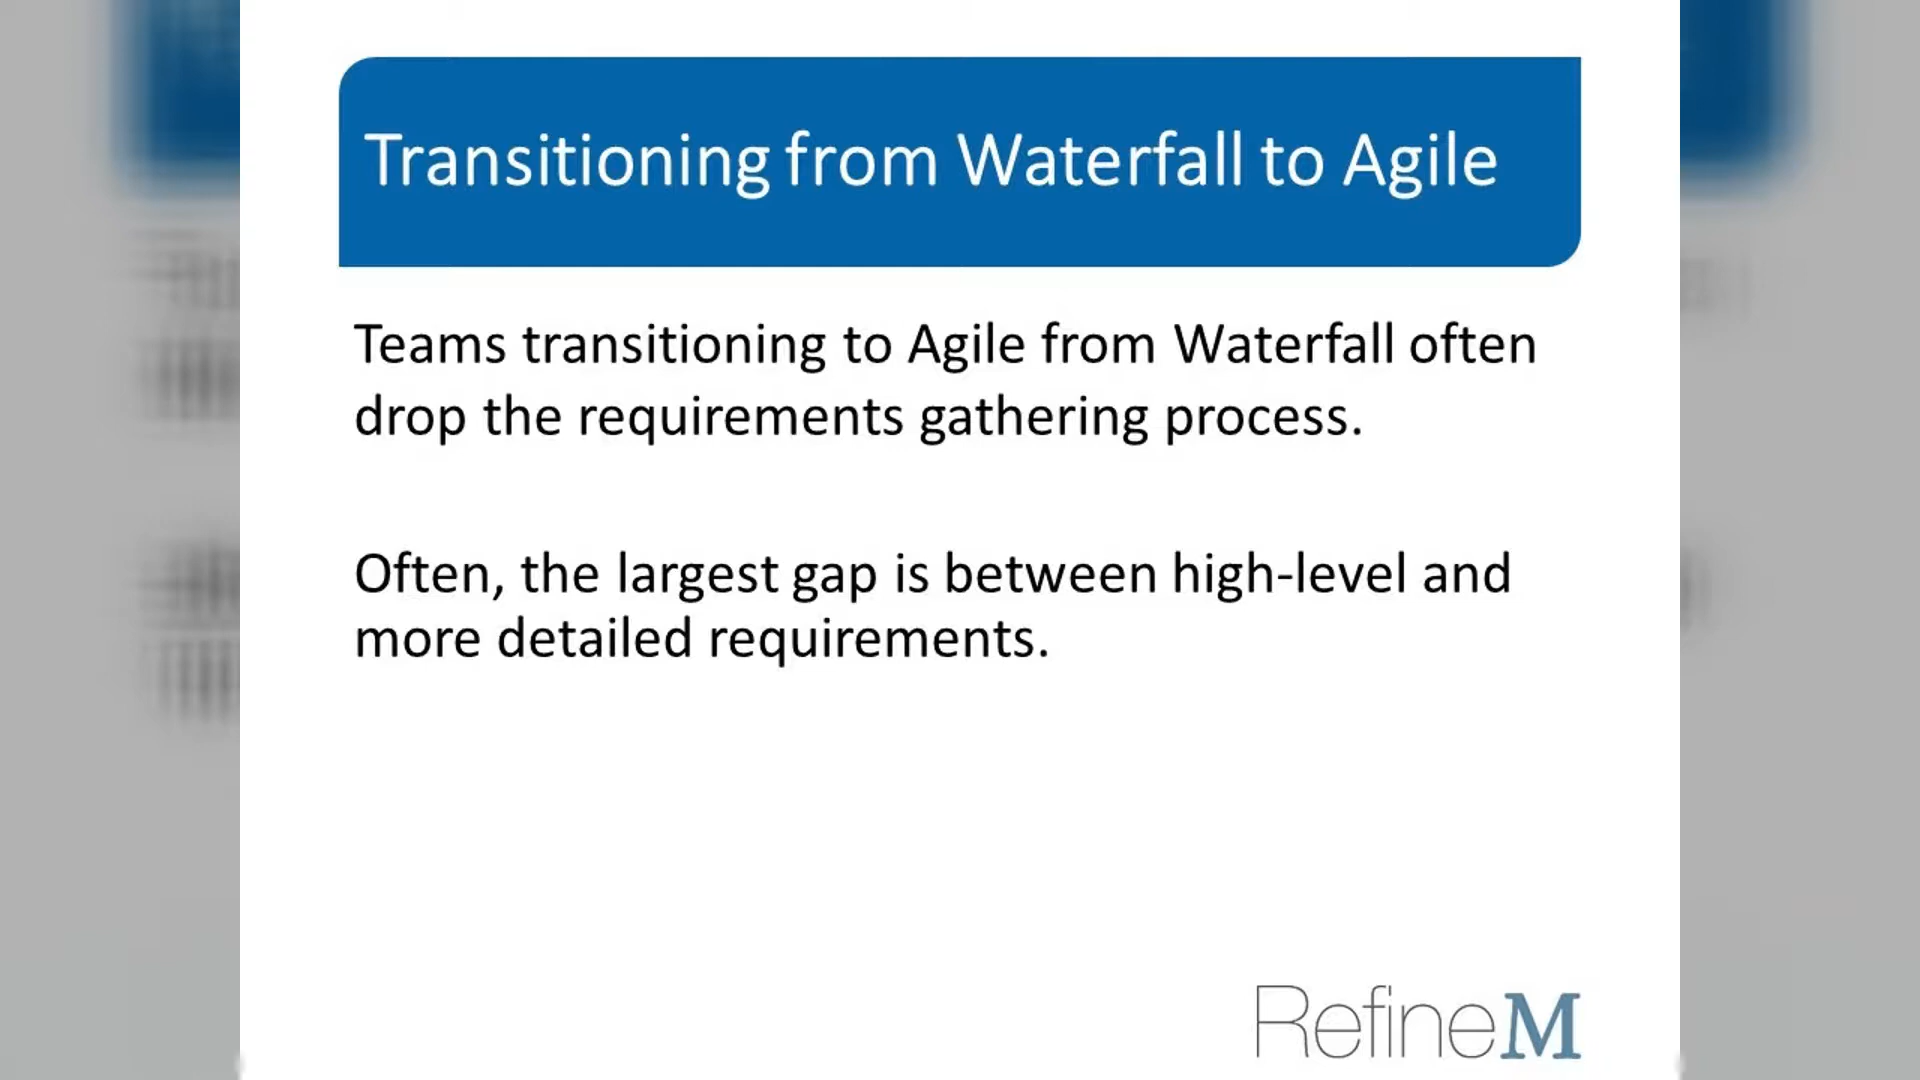 Transitioning from Waterfall to Agile
Teams transitioning to Agile from Waterfall often
drop the requirements gathering process.
Often, the largest gap is between high-level and
more detailed requirements.
RefineM